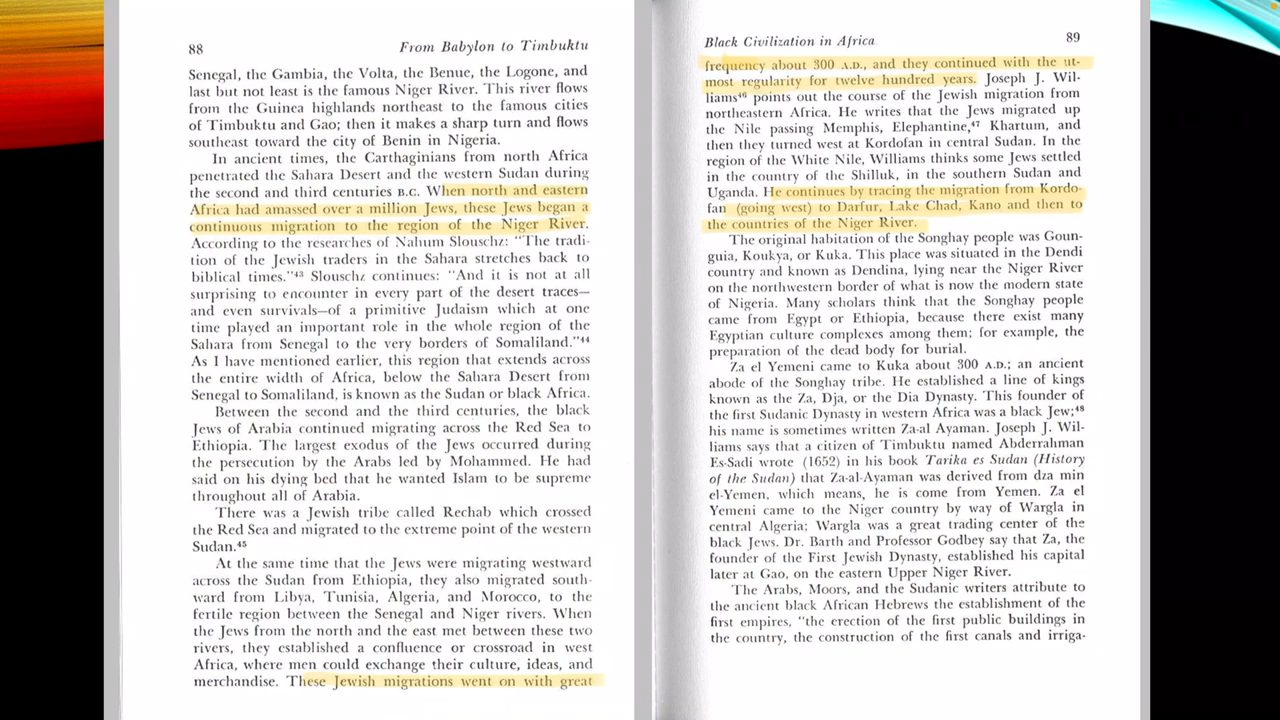 88
From Babylon to Timbuktu
Senegal, the Gambia, the Volta, the Benue, the Logone, and
last but not least is the famous Niger River. This river flows
from the Guinea highlands northeast to the famous cities
of Timbuktu and Gao; then it makes a sharp turn and flows
southeast toward the city of Benin in Nigeria.
In ancient times, the Carthaginians from north Africa
penetrated the Sahara Desert and the western Sudan during
the second and third centuries B.C. When north and eastern
Africa had amassed over a million Jews, these Jews began a
continuous migration to the region of the Niger River.
According to the researches of Nahum Slouschz: "The tradi-
tion of the Jewish traders in the Sahara stretches back to
biblical times."⁴³ Slouschz continues: "And it is not at all
surprising to encounter in every part of the desert traces—
and even survivals—of a primitive Judaism which at one
time played an important role in the whole region of the
Sahara from Senegal to the very borders of Somaliland."⁴⁴
As I have mentioned earlier, this region that extends across
the entire width of Africa, below the Sahara Desert from
Senegal to Somaliland, is known as the Sudan or black Africa.
Between the second and the third centuries, the black
Jews of Arabia continued migrating across the Red Sea to
Ethiopia. The largest exodus of the Jews occurred during
the persecution by the Arabs led by Mohammed. He had
said on his dying bed that he wanted Islam to be supreme
throughout all of Arabia.
There was a Jewish tribe called Rechab which crossed
the Red Sea and migrated to the extreme point of the western
Sudan.⁴⁵
At the same time that the Jews were migrating westward
across the Sudan from Ethiopia, they also migrated south-
ward from Libya, Tunisia, Algeria, and Morocco, to the
fertile region between the Senegal and Niger rivers. When
the Jews from the north and the east met between these two
rivers, they established a confluence or crossroad in west
Africa, where men could exchange their culture, ideas, and
merchandise. These Jewish migrations went on with great
Black Civilization in Africa
89
frequency about 300 A.D., and they continued with the ut-
most regularity for twelve hundred years. Joseph J. Wil-
liams⁴⁶ points out the course of the Jewish migration from
northeastern Africa. He writes that the Jews migrated up
the Nile passing Memphis, Elephantine,⁴⁷ Khartum, and
then they turned west at Kordofan in central Sudan. In the
region of the White Nile, Williams thinks some Jews settled
in the country of the Shilluk, in the southern Sudan and
Uganda. He continues by tracing the migration from Kordo-
fan (going west) to Darfur, Lake Chad, Kano and then to
the countries of the Niger River.
The original habitation of the Songhay people was Goun-
guia, Koukya, or Kuka. This place was situated in the Dendi
country and known as Dendina, lying near the Niger River
on the northwestern border of what is now the modern state
of Nigeria. Many scholars think that the Songhay people
came from Egypt or Ethiopia, because there exist many
Egyptian culture complexes among them; for example, the
preparation of the dead body for burial.
Za el Yemeni came to Kuka about 300 A.D.; an ancient
abode of the Songhay tribe. He established a line of kings
known as the Za, Dja, or the Dia Dynasty. This founder of
the first Sudanic Dynasty in western Africa was a black Jew;⁴⁸
his name is sometimes written Za-al Ayaman. Joseph J. Wil-
liams says that a citizen of Timbuktu named Abderrahman
Es-Sadi wrote (1652) in his book Tarika es Sudan (History
of the Sudan) that Za-al-Ayaman was derived from dza min
el-Yemen, which means, he is come from Yemen. Za el
Yemeni came to the Niger country by way of Wargla in
central Algeria; Wargla was a great trading center of the
black Jews. Dr. Barth and Professor Godbey say that Za, the
founder of the First Jewish Dynasty, established his capital
later at Gao, on the eastern Upper Niger River.
The Arabs, Moors, and the Sudanic writers attribute to
the ancient black African Hebrews the establishment of the
first empires, "the erection of the first public buildings in
the country, the construction of the first canals and irriga-